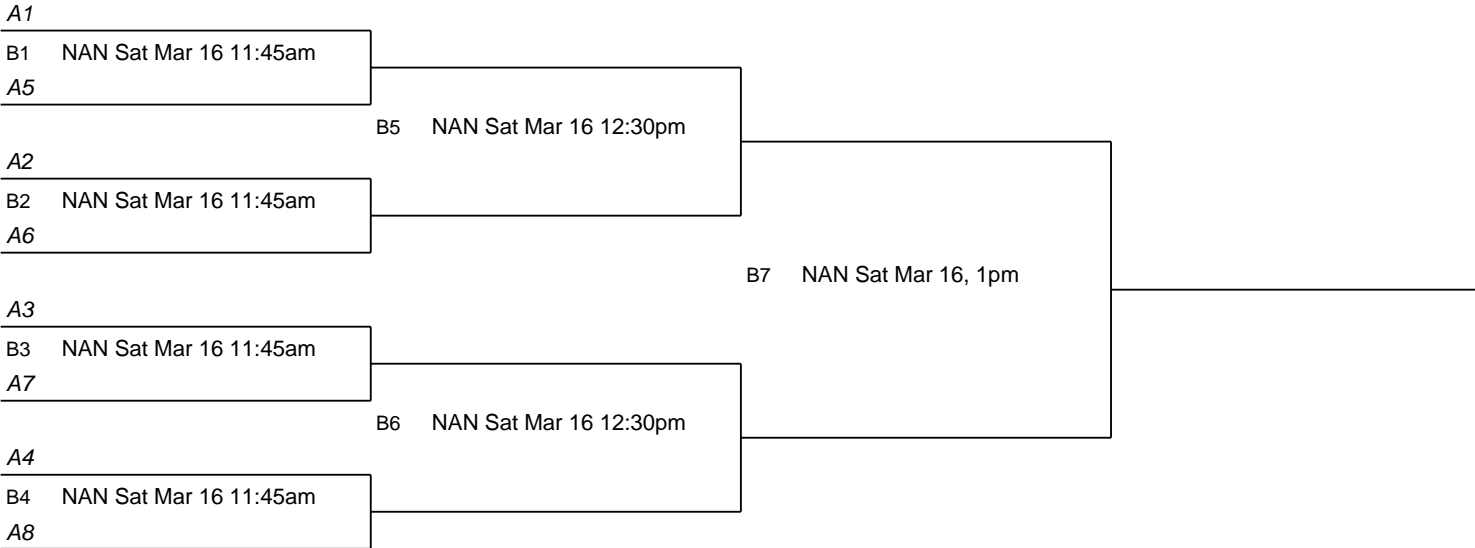 A1
B1 NAN Sat Mar 16 11:45am
A5
B5 NAN Sat Mar 16 12:30pm
A2
B2 NAN Sat Mar 16 11:45am
A6
B7 NAN Sat Mar 16, 1pm
A3
B3 NAN Sat Mar 16 11:45am
A7
B6 NAN Sat Mar 16 12:30pm
A4
B4 NAN Sat Mar 16 11:45am
A8